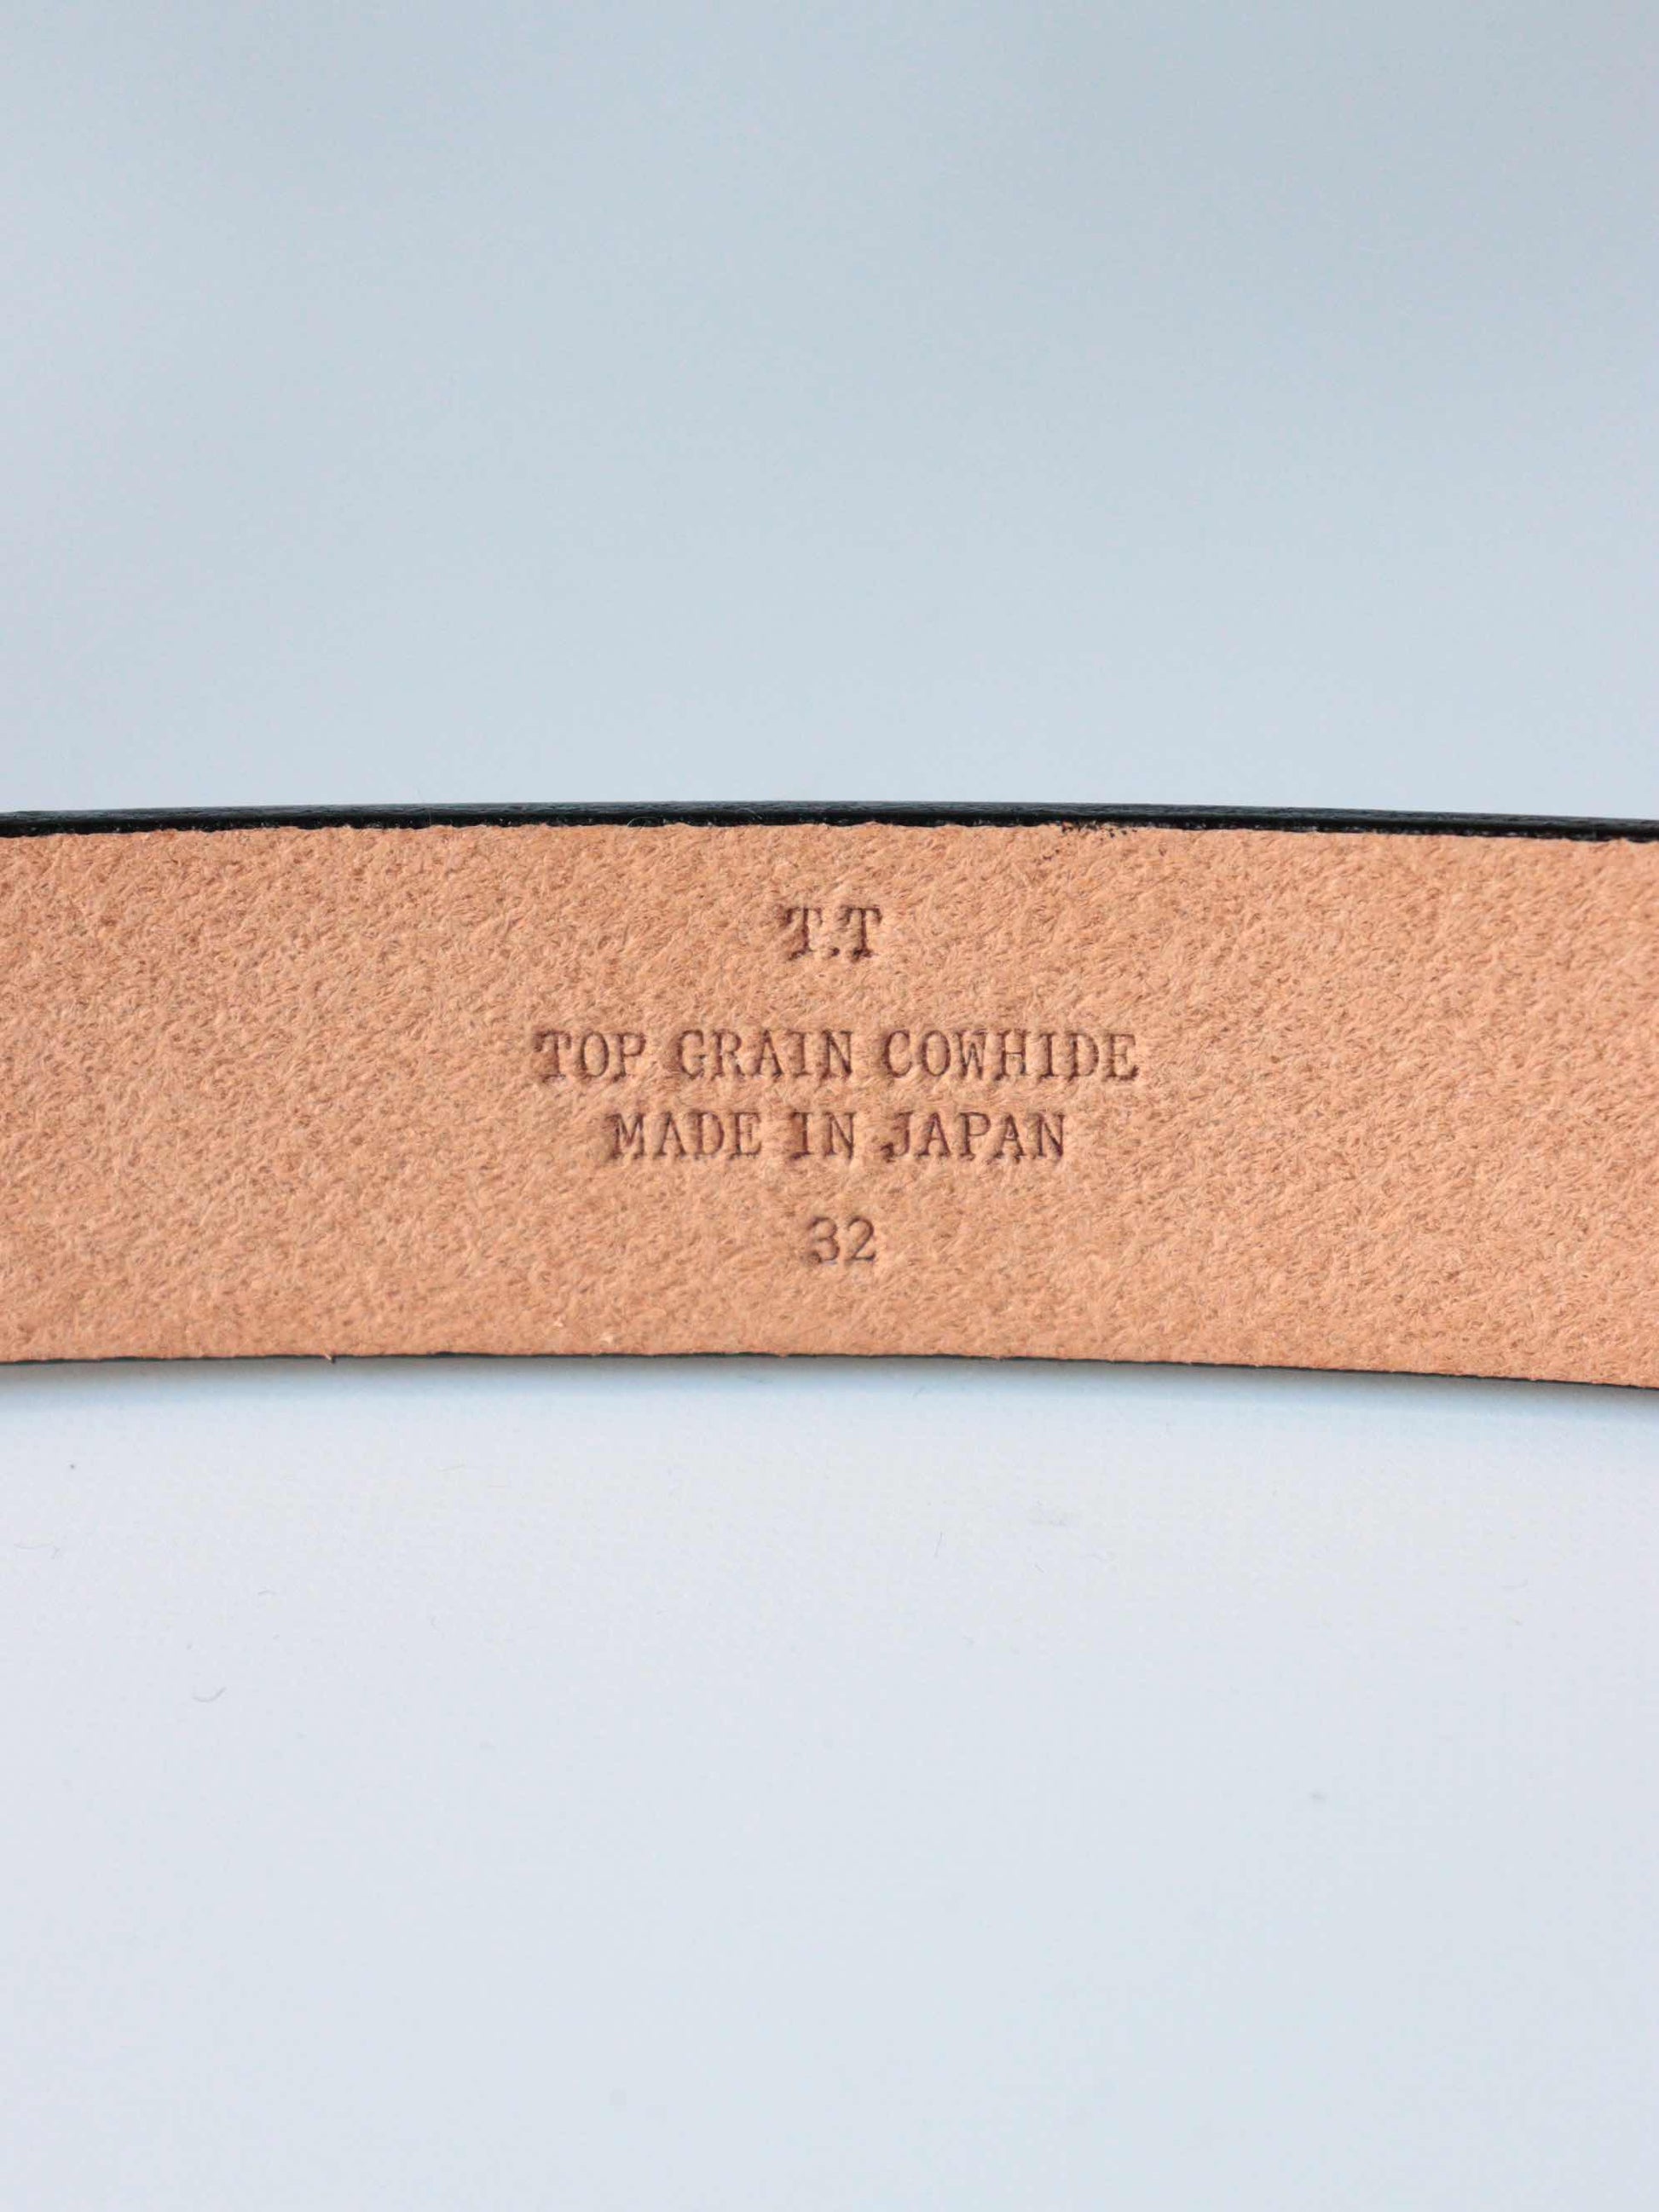 T.T
TOP GRAIN COWHIDE
MADE IN JAPAN
32